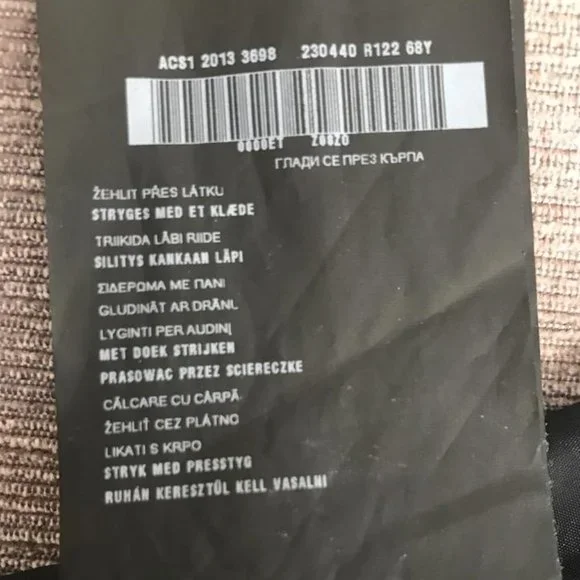 ACS1 2013 3698 230440 R122 68Y
0000ET Z00ZO
ГЛАДИ СЕ ПРЕЗ КЪРПА
ŽEHLIT PŘES LÁTKU
STRYGES MED ET KLÆDE
TRIIKIDA LÄBI RIIDE
SILITYS KANKAAN LÄPI
ΣΙΔΕΡΩΜΑ ΜΕ ΠΑΝΙ
GLUDINĀT AR DRĀNU
LYGINTI PER AUDINĮ
MET DOEK STRIJKEN
PRASOWAC PRZEZ SCIERECZKE
CĂLCARE CU CÂRPĂ
ŽEHLIŤ CEZ PLÁTNO
LIKATI S KRPO
STRYK MED PRESSTYG
RUHÁN KERESZTÜL KELL VASALNI